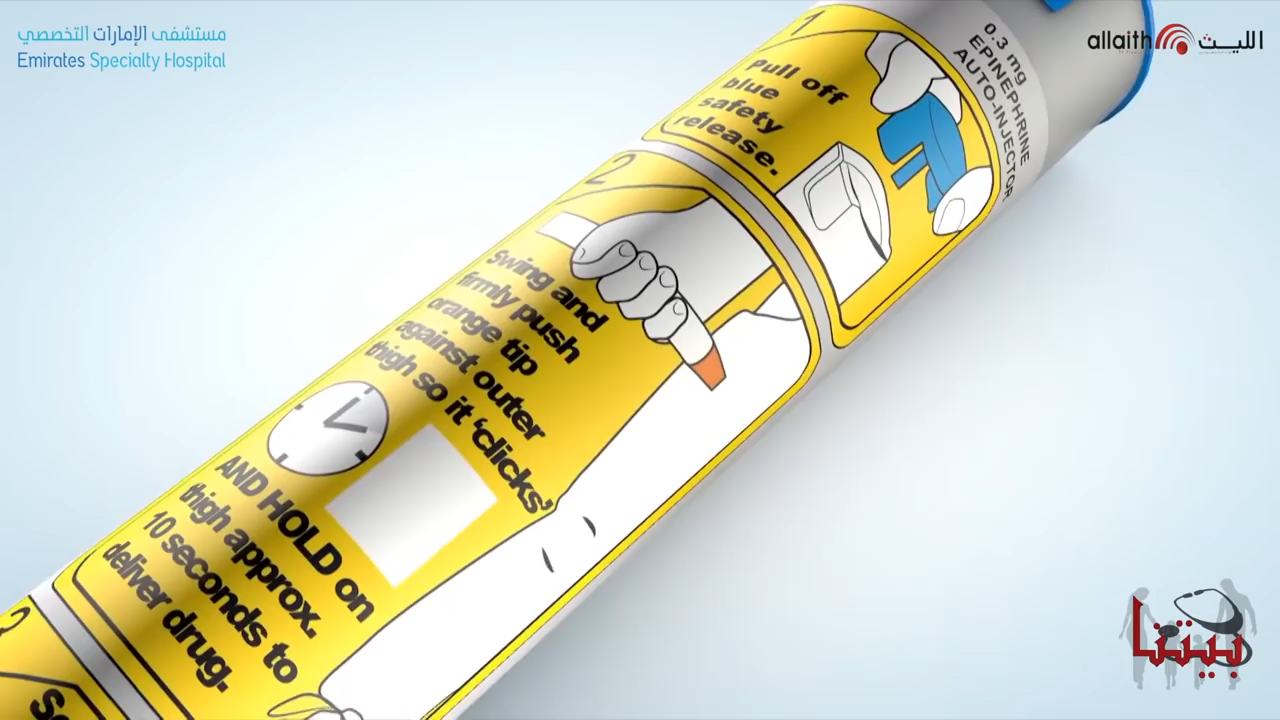 مستشفى الإمارات التخصصي
Emirates Specialty Hospital
allaith الليث
0.3 mg
EPINEPHRINE
AUTO-INJECTOR
1
Pull off
blue
safety
release.
2
Swing and
firmly push
orange tip
against outer
thigh so it ‘clicks’
AND HOLD on
thigh approx.
10 seconds to
deliver drug.
3
بيتنا